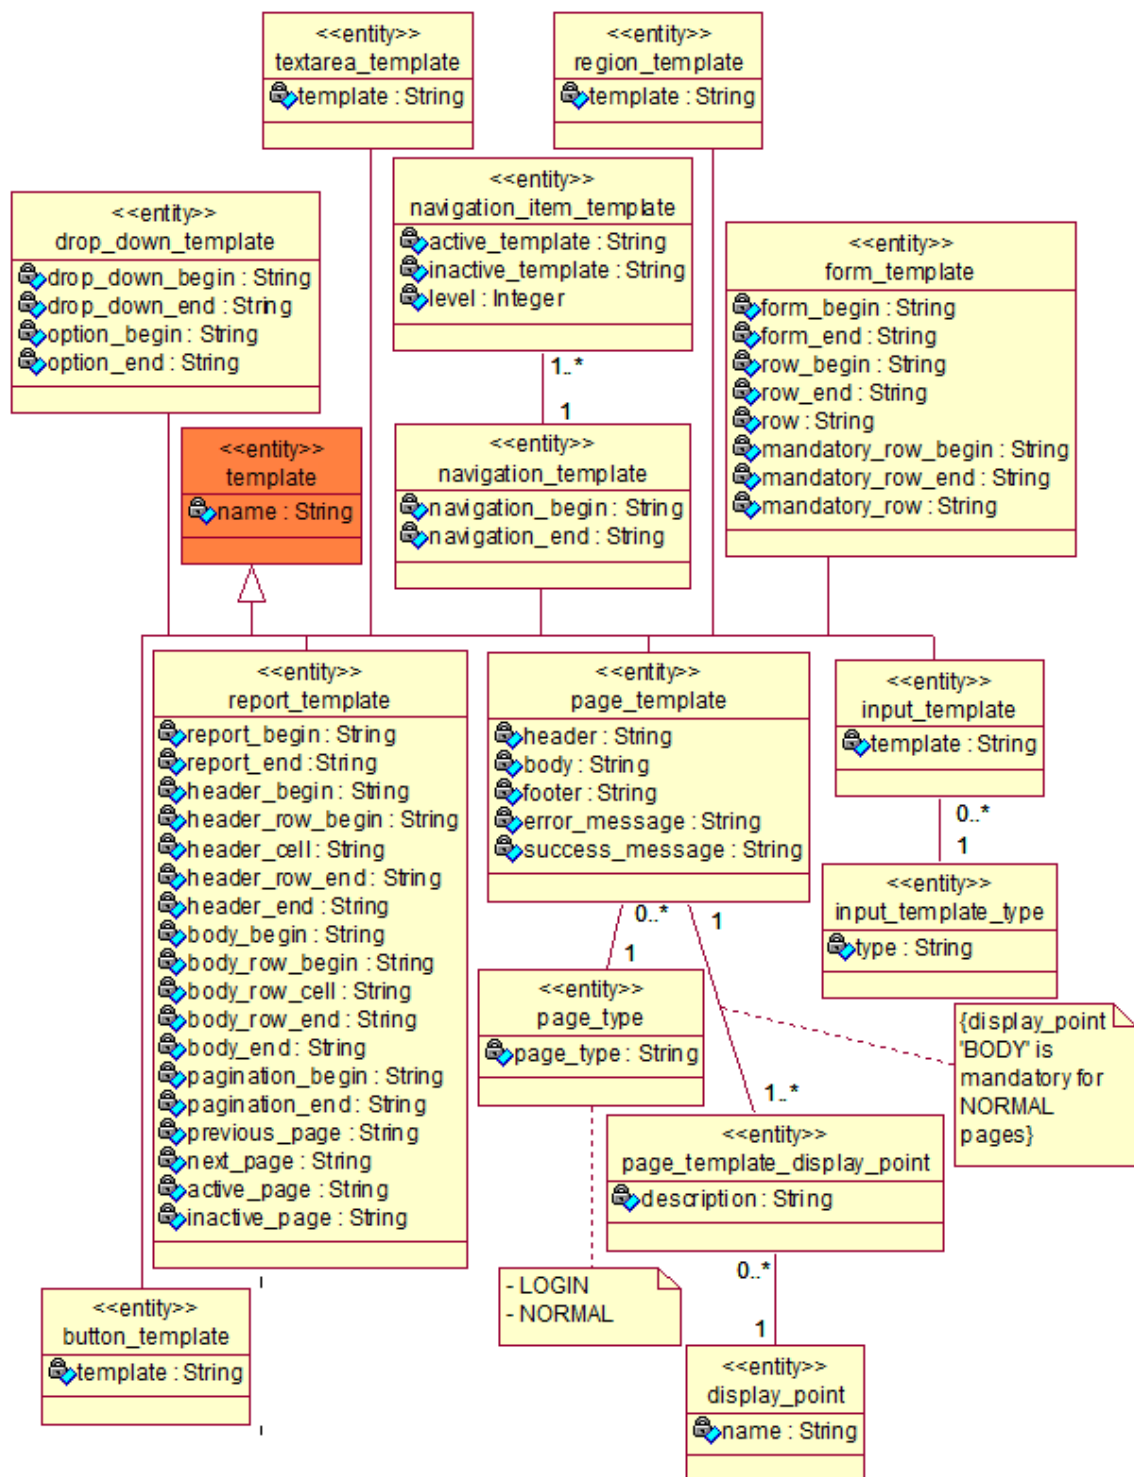 <<entity>>
textarea_template
template : String
<<entity>>
region_template
template : String
<<entity>>
navigation_item_template
active_template : String
inactive_template : String
level : Integer
<<entity>>
drop_down_template
drop_down_begin : String
drop_down_end : String
option_begin : String
option_end : String
<<entity>>
form_template
form_begin : String
form_end : String
row_begin : String
row_end : String
row : String
mandatory_row_begin : String
mandatory_row_end : String
mandatory_row : String
1..*
1
<<entity>>
template
name : String
<<entity>>
navigation_template
navigation_begin : String
navigation_end : String
<<entity>>
report_template
report_begin : String
report_end : String
header_begin : String
header_row_begin : String
header_cell : String
header_row_end : String
header_end : String
body_begin : String
body_row_begin : String
body_row_cell : String
body_row_end : String
body_end : String
pagination_begin : String
pagination_end : String
previous_page : String
next_page : String
active_page : String
inactive_page : String
<<entity>>
page_template
header : String
body : String
footer : String
error_message : String
success_message : String
<<entity>>
input_template
template : String
0..*
1
<<entity>>
input_template_type
type : String
0..*
1
1
<<entity>>
page_type
page_type : String
{display_point
'BODY' is
mandatory for
NORMAL
pages}
1..*
<<entity>>
page_template_display_point
description : String
0..*
1
- LOGIN
- NORMAL
<<entity>>
button_template
template : String
<<entity>>
display_point
name : String